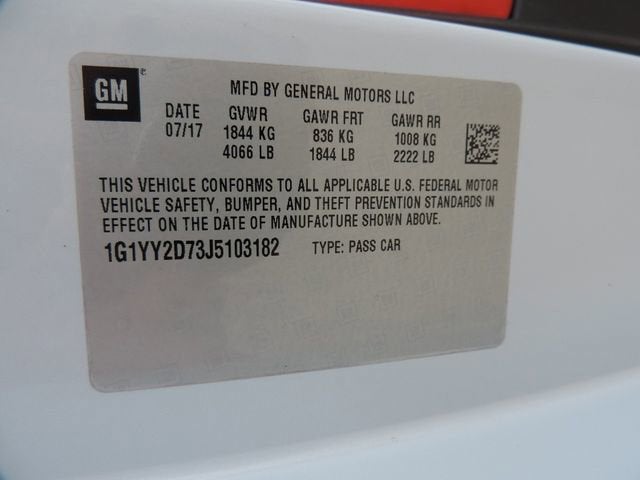 GM
MFD BY GENERAL MOTORS LLC
DATE GVWR GAWR FRT GAWR RR
07/17 1844 KG 836 KG 1008 KG
4066 LB 1844 LB 2222 LB
THIS VEHICLE CONFORMS TO ALL APPLICABLE U.S. FEDERAL MOTOR
VEHICLE SAFETY, BUMPER, AND THEFT PREVENTION STANDARDS IN
EFFECT ON THE DATE OF MANUFACTURE SHOWN ABOVE.
1G1YY2D73J5103182 TYPE: PASS CAR